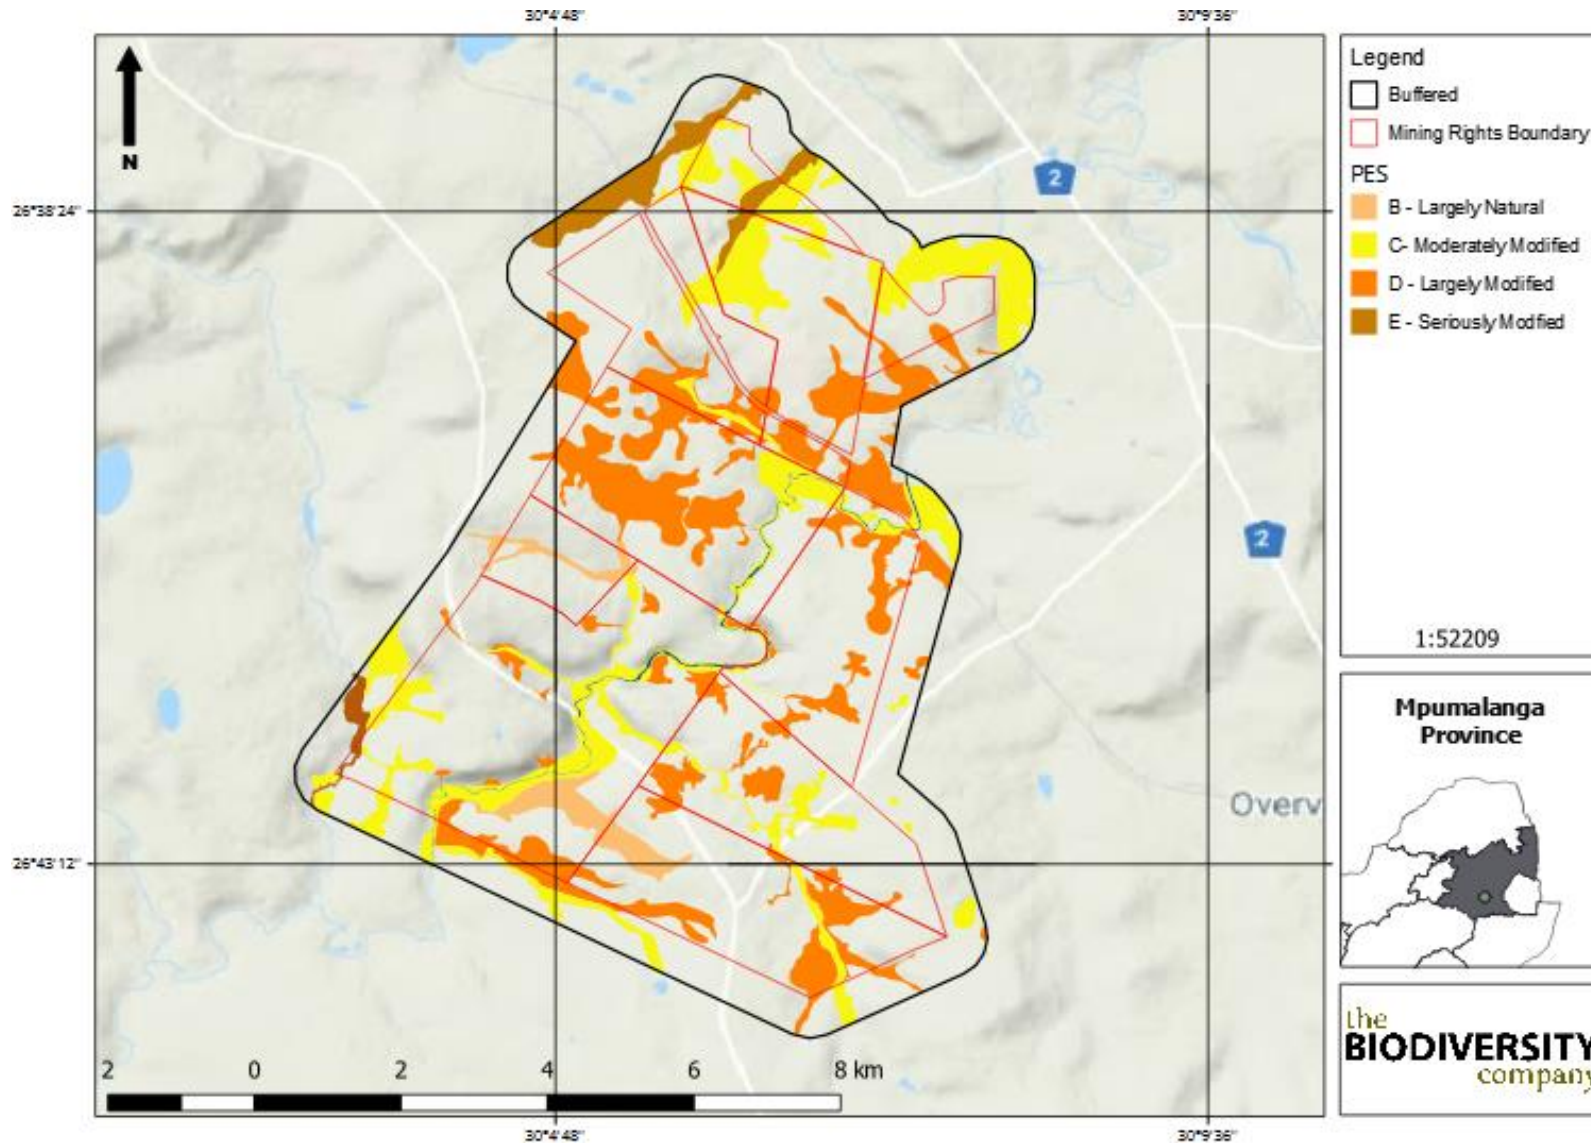 30°4'48"
30°9'36"
N
26°38'24"
26°43'12"
2
2
Overv
2 0 2 4 6 8 km
30°4'48"
30°9'36"
Legend
Buffered
Mining Rights Boundary
PES
B - Largely Natural
C- Moderately Modified
D - Largely Modified
E - Seriously Modfied
1:52209
Mpumalanga
Province
the
BIODIVERSITY
company